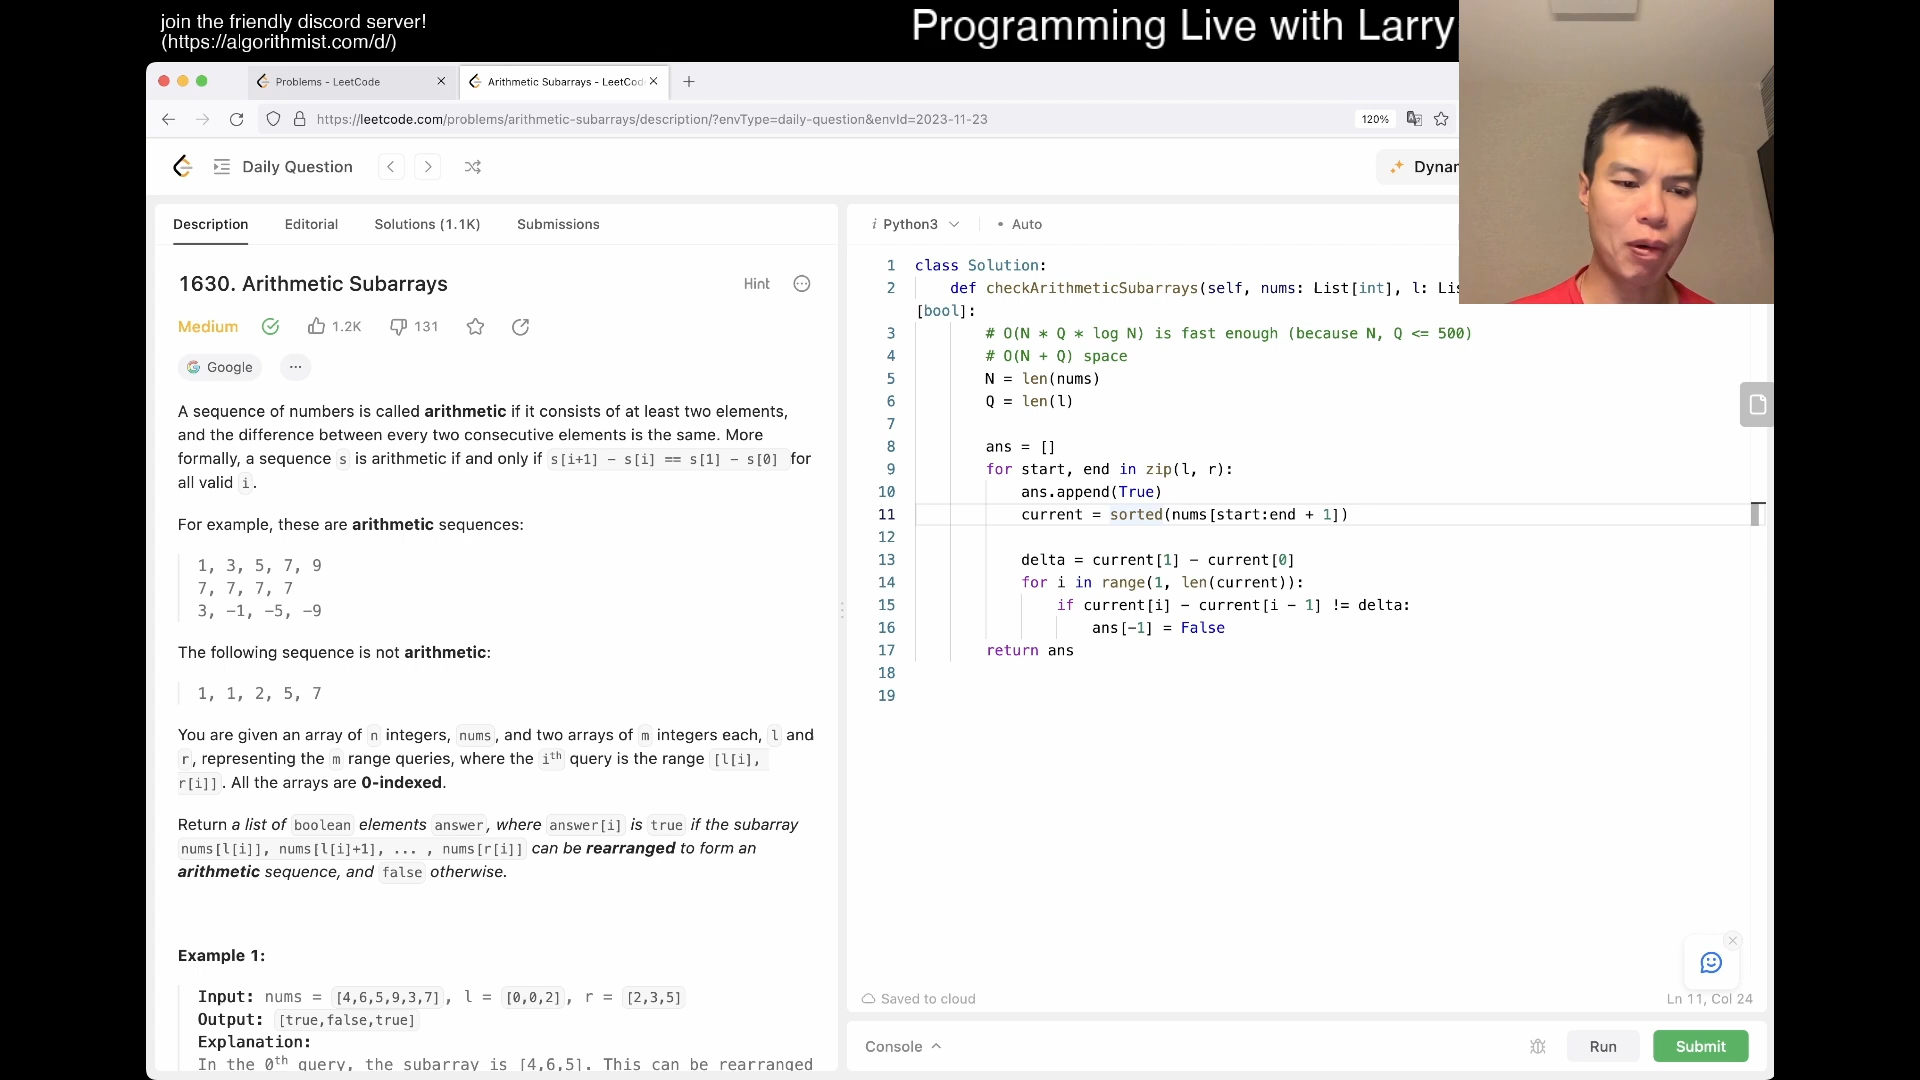 join the friendly discord server!
(https://algorithmist.com/d/)
Programming Live with Larry
Problems - LeetCode
Arithmetic Subarrays - LeetCod
https://leetcode.com/problems/arithmetic-subarrays/description/?envType=daily-question&envId=2023-11-23
120%
Daily Question
Dynan
Description
Editorial
Solutions (1.1K)
Submissions
1630. Arithmetic Subarrays
Hint
Medium
1.2K
131
Google
...
A sequence of numbers is called arithmetic if it consists of at least two elements,
and the difference between every two consecutive elements is the same. More
formally, a sequence s is arithmetic if and only if s[i+1] - s[i] == s[1] - s[0] for
all valid i.
For example, these are arithmetic sequences:
1, 3, 5, 7, 9
7, 7, 7, 7
3, -1, -5, -9
The following sequence is not arithmetic:
1, 1, 2, 5, 7
You are given an array of n integers, nums, and two arrays of m integers each, l and
r, representing the m range queries, where the ith query is the range [l[i],
r[i]]. All the arrays are 0-indexed.
Return a list of boolean elements answer, where answer[i] is true if the subarray
nums[l[i]], nums[l[i]+1], ... , nums[r[i]] can be rearranged to form an
arithmetic sequence, and false otherwise.
Example 1:
Input: nums = [4,6,5,9,3,7], l = [0,0,2], r = [2,3,5]
Output: [true,false,true]
Explanation:
In the 0th query, the subarray is [4,6,5]. This can be rearranged
i Python3
• Auto
1 class Solution:
2 def checkArithmeticSubarrays(self, nums: List[int], l: Lis
[bool]:
3 # O(N * Q * log N) is fast enough (because N, Q <= 500)
4 # O(N + Q) space
5 N = len(nums)
6 Q = len(l)
7
8 ans = []
9 for start, end in zip(l, r):
10 ans.append(True)
11 current = sorted(nums[start:end + 1])
12
13 delta = current[1] - current[0]
14 for i in range(1, len(current)):
15 if current[i] - current[i - 1] != delta:
16 ans[-1] = False
17 return ans
18
19
Saved to cloud
Ln 11, Col 24
Console
Run
Submit